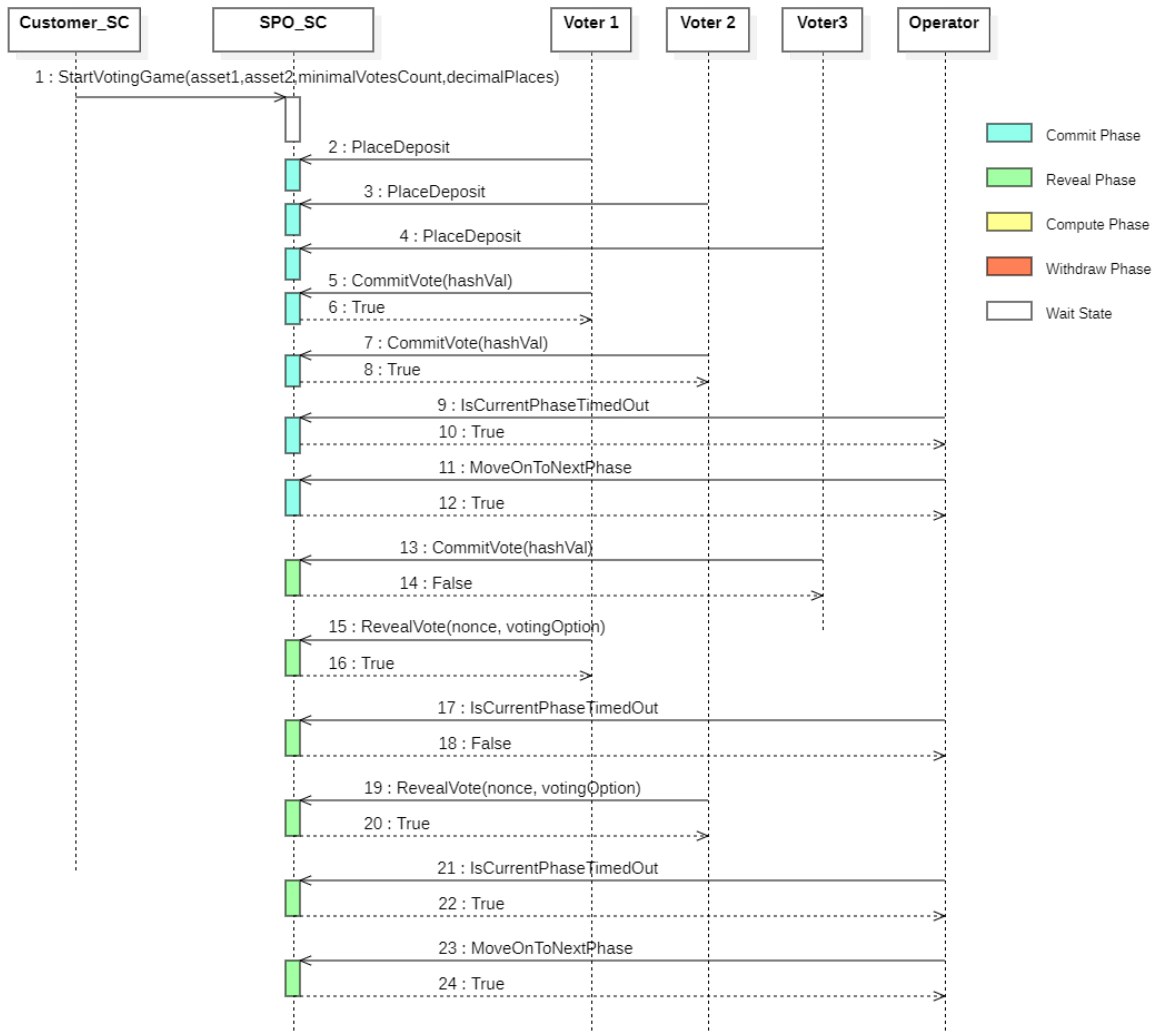 Customer_SC
SPO_SC
Voter 1
Voter 2
Voter3
Operator
1 : StartVotingGame(asset1,asset2,minimalVotesCount,decimalPlaces)
Commit Phase
2 : PlaceDeposit
Reveal Phase
3 : PlaceDeposit
Compute Phase
4 : PlaceDeposit
Withdraw Phase
5 : CommitVote(hashVal)
6 : True
Wait State
7 : CommitVote(hashVal)
8 : True
9 : IsCurrentPhaseTimedOut
10 : True
11 : MoveOnToNextPhase
12 : True
13 : CommitVote(hashVal)
14 : False
15 : RevealVote(nonce, votingOption)
16 : True
17 : IsCurrentPhaseTimedOut
18 : False
19 : RevealVote(nonce, votingOption)
20 : True
21 : IsCurrentPhaseTimedOut
22 : True
23 : MoveOnToNextPhase
24 : True